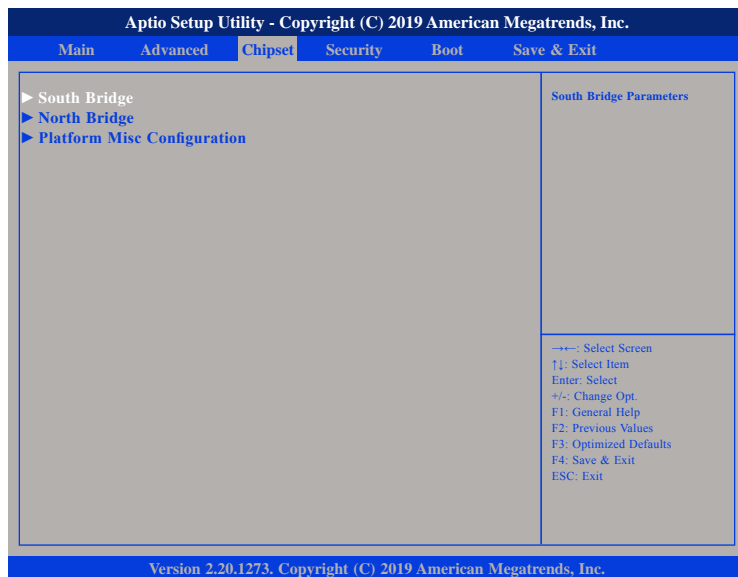 Aptio Setup Utility - Copyright (C) 2019 American Megatrends, Inc.
Main Advanced Chipset Security Boot Save & Exit
► South Bridge
► North Bridge
► Platform Misc Configuration
South Bridge Parameters
→←: Select Screen
↑↓: Select Item
Enter: Select
+/-: Change Opt.
F1: General Help
F2: Previous Values
F3: Optimized Defaults
F4: Save & Exit
ESC: Exit
Version 2.20.1273. Copyright (C) 2019 American Megatrends, Inc.